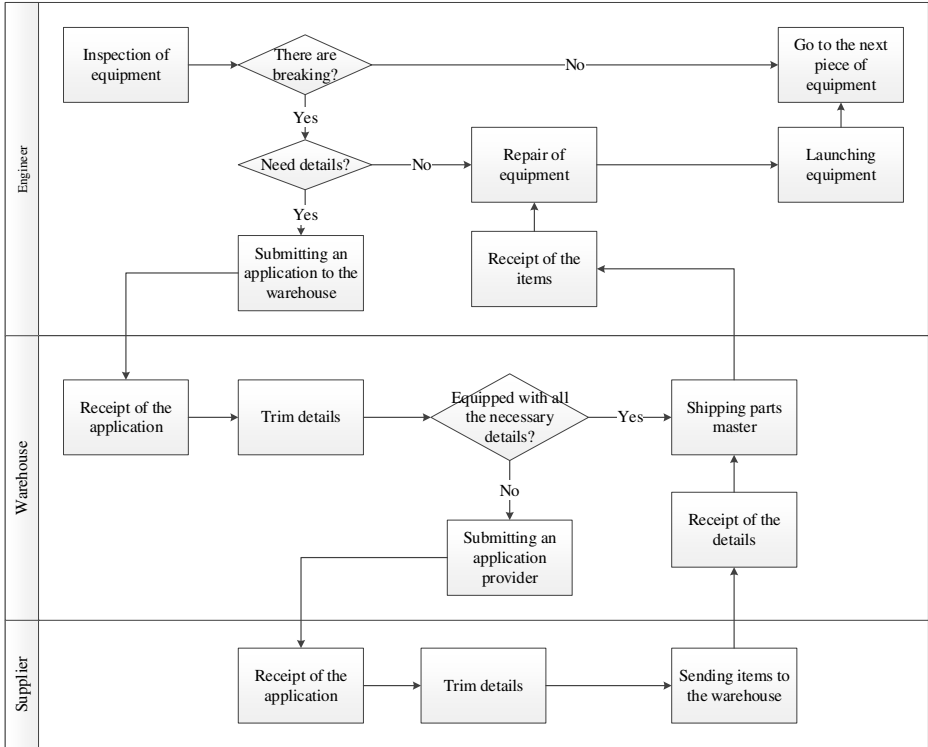 Engineer
Inspection of
equipment
There are
breaking?
No
Go to the next
piece of
equipment
Yes
Need details?
No
Repair of
equipment
Launching
equipment
Yes
Submitting an
application to the
warehouse
Receipt of the
items
Warehouse
Receipt of the
application
Trim details
Equipped with all
the necessary
details?
Yes
Shipping parts
master
No
Submitting an
application
provider
Receipt of the
details
Supplier
Receipt of the
application
Trim details
Sending items to
the warehouse